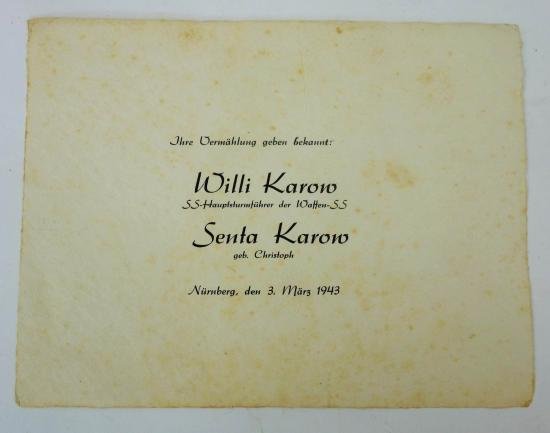 Ihre Vermählung geben bekannt:
Willi Karow
SS-Hauptsturmführer der Waffen-SS
Senta Karow
geb. Christoph
Nürnberg, den 3. März 1943